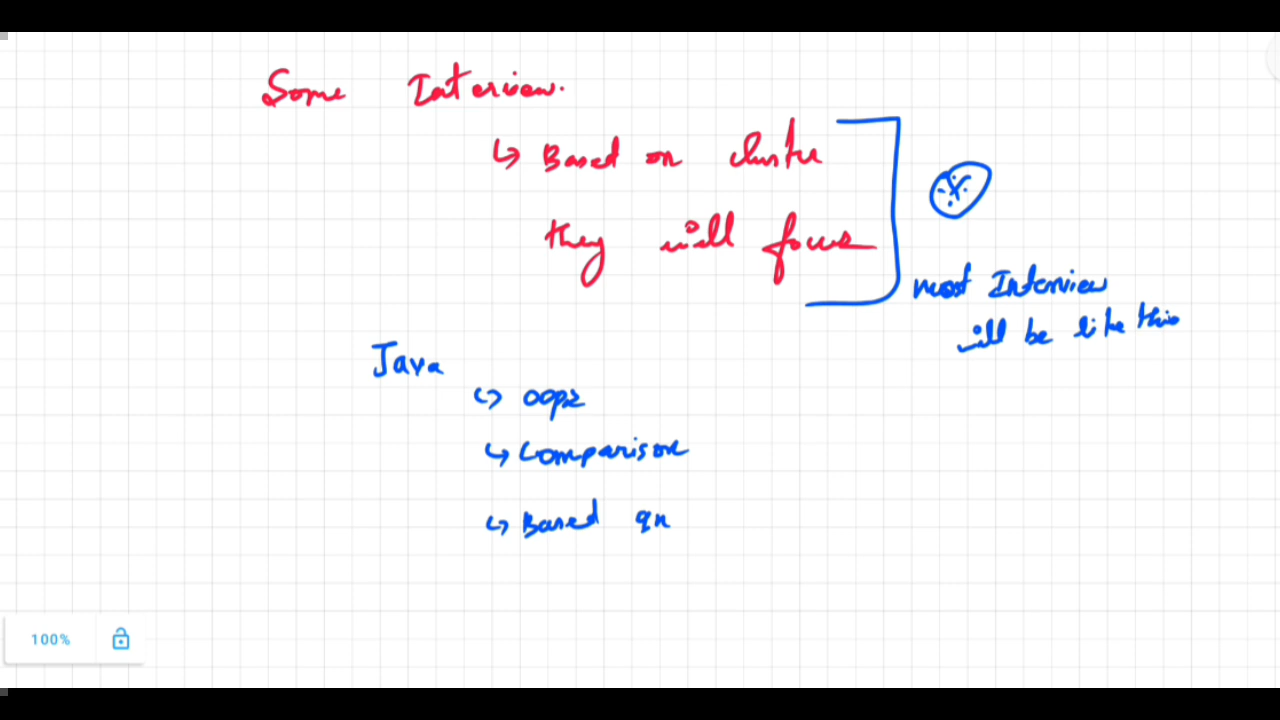 Some Interview.
↳ Based on cluster
they will focus
most Interview
will be like this
Java
↳ oops
↳ Comparison
↳ Based qn
100%